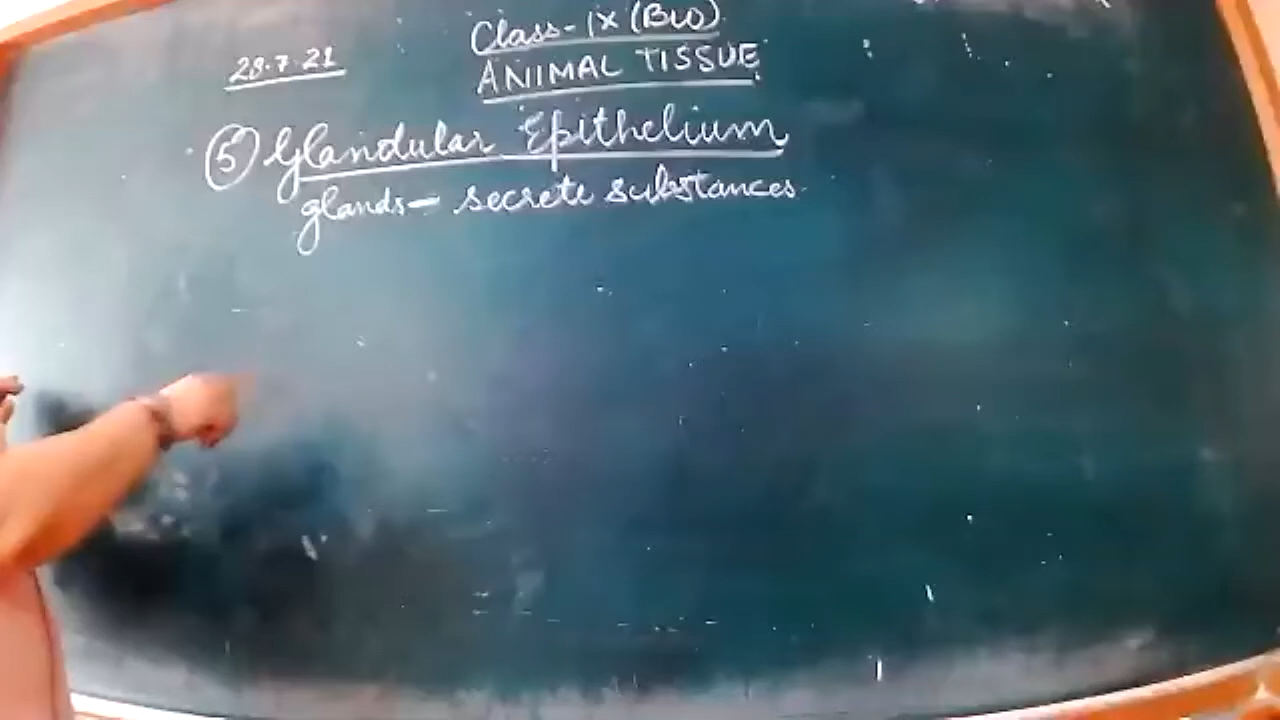 Class-IX (BIO)
28.7.21
ANIMAL TISSUE
⑤ Glandular Epithelium
glands- secrete substances